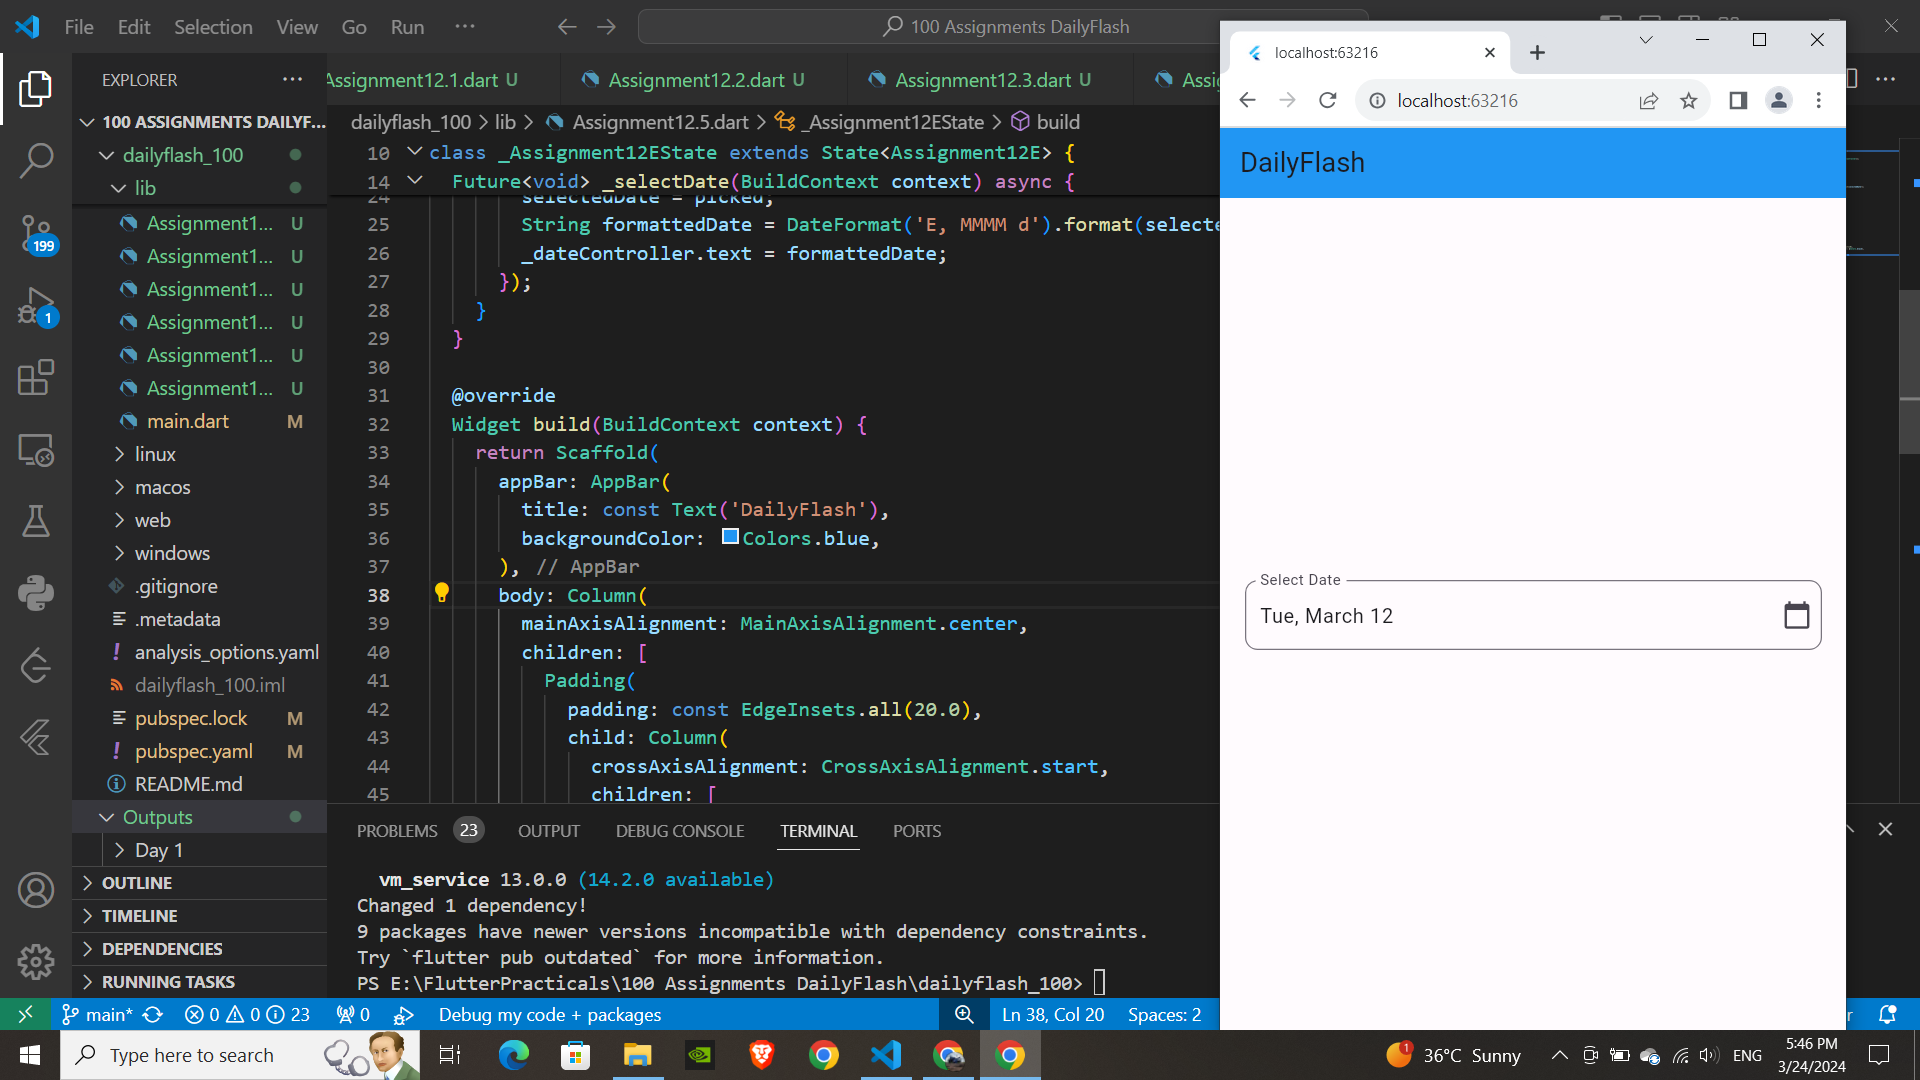 File Edit Selection View Go Run ···
100 Assignments DailyFlash
EXPLORER
100 ASSIGNMENTS DAILYF...
dailyflash_100
lib
Assignment1... U
Assignment1... U
Assignment1... U
Assignment1... U
Assignment1... U
Assignment1... U
main.dart M
linux
macos
web
windows
.gitignore
.metadata
analysis_options.yaml
dailyflash_100.iml
pubspec.lock M
pubspec.yaml M
README.md
Outputs
Day 1
OUTLINE
TIMELINE
DEPENDENCIES
RUNNING TASKS
199
1
Assignment12.1.dart U Assignment12.2.dart U Assignment12.3.dart U Assig
dailyflash_100 > lib > Assignment12.5.dart > _Assignment12EState > build
10 class _Assignment12EState extends State<Assignment12E> {
14 Future<void> _selectDate(BuildContext context) async {
24 selectedDate = picked;
25 String formattedDate = DateFormat('E, MMMM d').format(selecte
26 _dateController.text = formattedDate;
27 });
28 }
29 }
30
31 @override
32 Widget build(BuildContext context) {
33 return Scaffold(
34 appBar: AppBar(
35 title: const Text('DailyFlash'),
36 backgroundColor: Colors.blue,
37 ), // AppBar
38 body: Column(
39 mainAxisAlignment: MainAxisAlignment.center,
40 children: [
41 Padding(
42 padding: const EdgeInsets.all(20.0),
43 child: Column(
44 crossAxisAlignment: CrossAxisAlignment.start,
45 children: [
PROBLEMS 23 OUTPUT DEBUG CONSOLE TERMINAL PORTS
vm_service 13.0.0 (14.2.0 available)
Changed 1 dependency!
9 packages have newer versions incompatible with dependency constraints.
Try `flutter pub outdated` for more information.
PS E:\FlutterPracticals\100 Assignments DailyFlash\dailyflash_100>
localhost:63216
localhost:63216
DailyFlash
Select Date
Tue, March 12
main* 0 0 23 0 Debug my code + packages Ln 38, Col 20 Spaces: 2 r
Type here to search
1
36°C Sunny
ENG
5:46 PM
3/24/2024